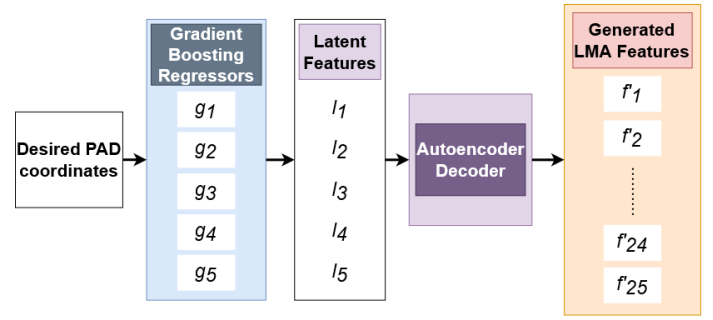 Desired PAD
coordinates
Gradient
Boosting
Regressors
g1
g2
g3
g4
g5
Latent
Features
l1
l2
l3
l4
l5
Autoencoder
Decoder
Generated
LMA Features
f'1
f'2
f'24
f'25